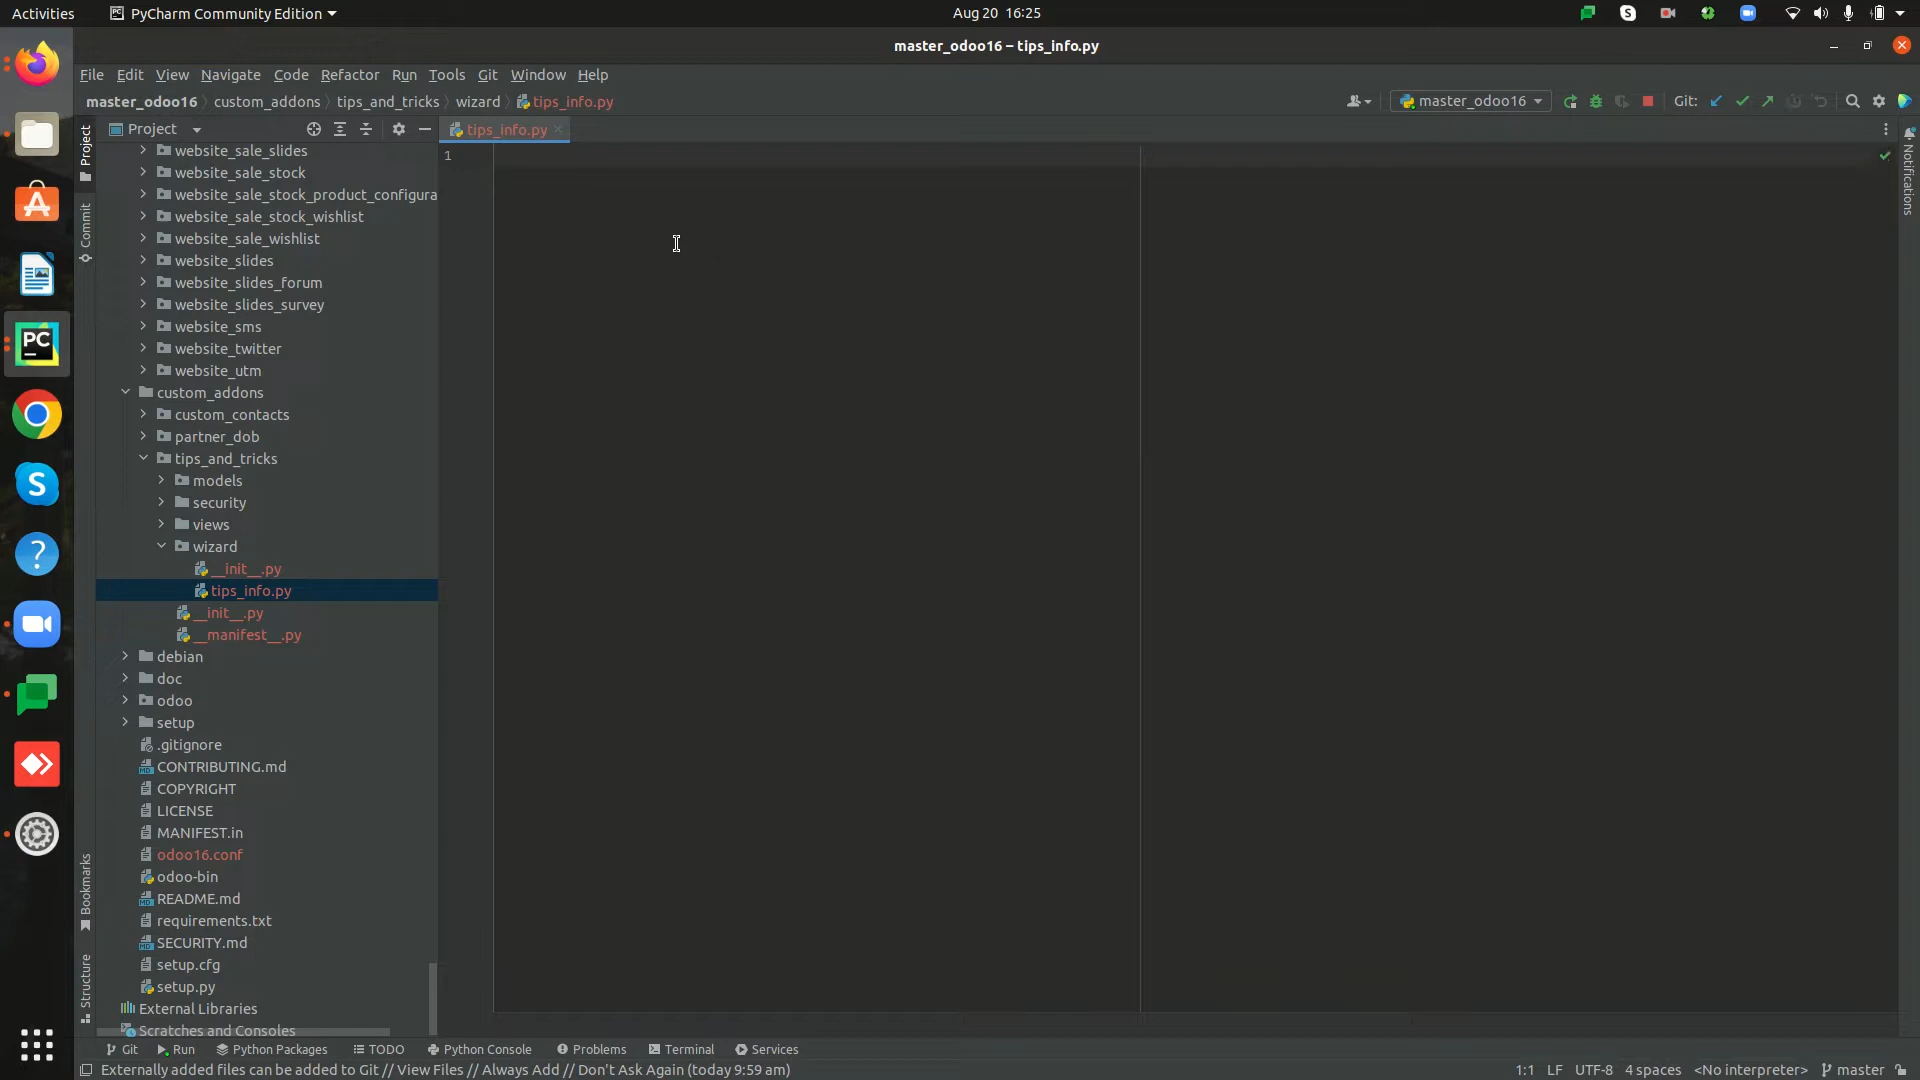 Activities
PyCharm Community Edition
Aug 20 16:25
master_odoo16 – tips_info.py
File Edit View Navigate Code Refactor Run Tools Git Window Help
master_odoo16 custom_addons tips_and_tricks wizard tips_info.py
master_odoo16
Git:
Project
tips_info.py
1
Project
Commit
Bookmarks
Structure
Notifications
website_sale_slides
website_sale_stock
website_sale_stock_product_configura
website_sale_stock_wishlist
website_sale_wishlist
website_slides
website_slides_forum
website_slides_survey
website_sms
website_twitter
website_utm
custom_addons
custom_contacts
partner_dob
tips_and_tricks
models
security
views
wizard
__init__.py
tips_info.py
__init__.py
__manifest__.py
debian
doc
odoo
setup
.gitignore
CONTRIBUTING.md
COPYRIGHT
LICENSE
MANIFEST.in
odoo16.conf
odoo-bin
README.md
requirements.txt
SECURITY.md
setup.cfg
setup.py
External Libraries
Scratches and Consoles
Git Run Python Packages TODO Python Console Problems Terminal Services
Externally added files can be added to Git // View Files // Always Add // Don't Ask Again (today 9:59 am)
1:1 LF UTF-8 4 spaces <No interpreter> master